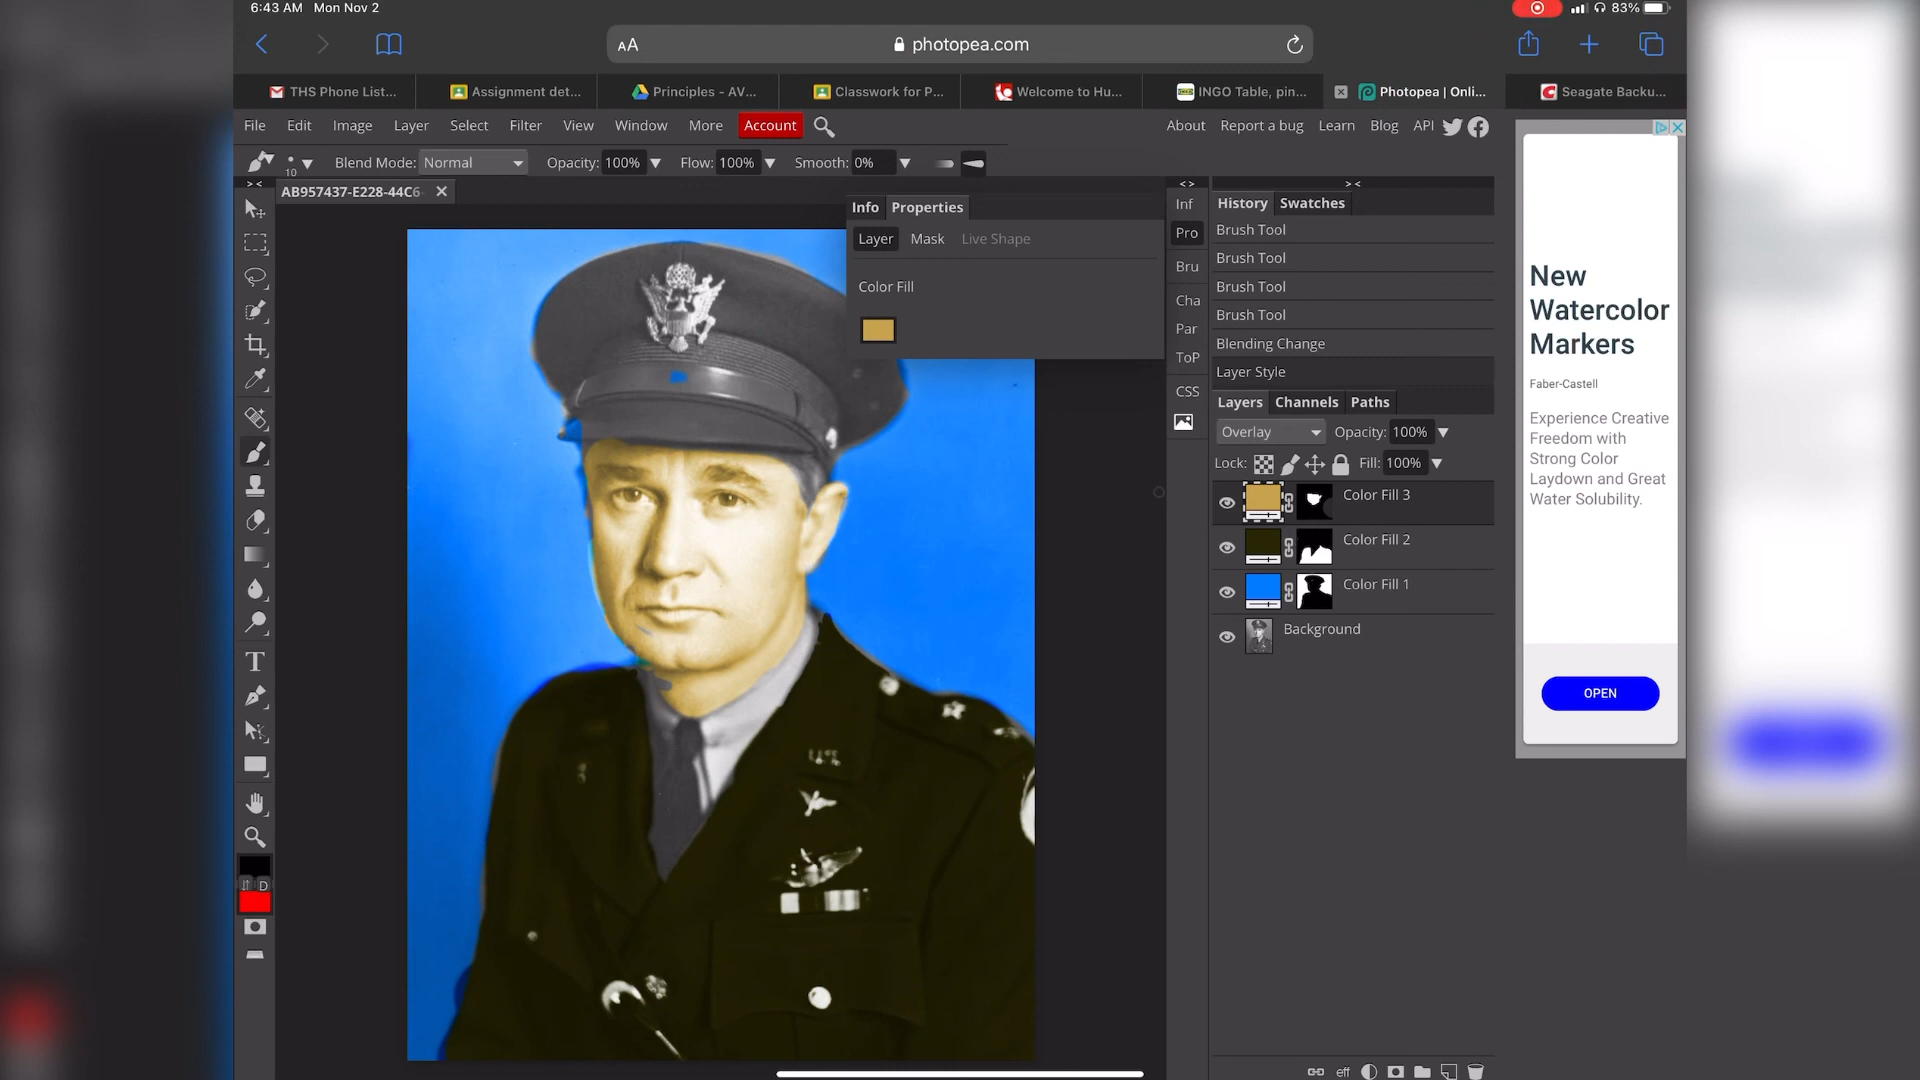 6:43 AM Mon Nov 2
83%
AA
photopea.com
THS Phone List...
Assignment det...
Principles - AV...
Classwork for P...
Welcome to Hu...
INGO Table, pin...
Photopea | Onli...
Seagate Backu...
File Edit Image Layer Select Filter View Window More Account
About Report a bug Learn Blog API
10
Blend Mode: Normal
Opacity: 100%
Flow: 100%
Smooth: 0%
AB957437-E228-44C6-
Info Properties
Layer Mask Live Shape
Color Fill
Inf
Pro
Bru
Cha
Par
ToP
CSS
History Swatches
Brush Tool
Brush Tool
Brush Tool
Brush Tool
Blending Change
Layer Style
Layers Channels Paths
Overlay
Opacity: 100%
Lock:
Fill: 100%
Color Fill 3
Color Fill 2
Color Fill 1
Background
eff
D
New
Watercolor
Markers
Faber-Castell
Experience Creative
Freedom with
Strong Color
Laydown and Great
Water Solubility.
OPEN